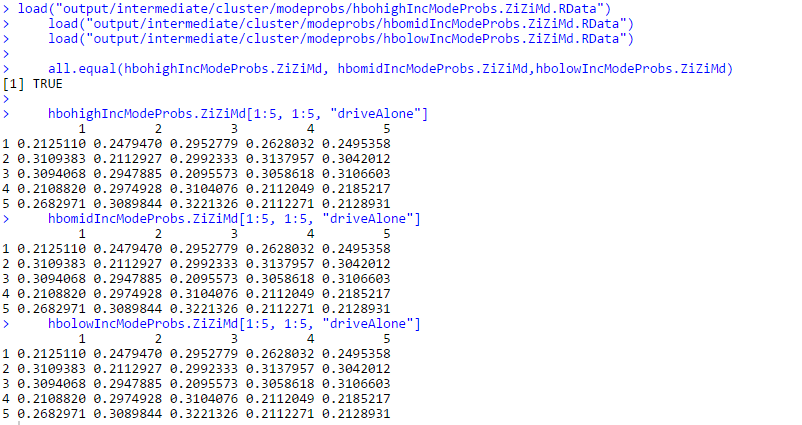 > load("output/intermediate/cluster/modeprobs/hbohighIncModeProbs.ZiZiMd.RData")
>     load("output/intermediate/cluster/modeprobs/hbomidIncModeProbs.ZiZiMd.RData")
>     load("output/intermediate/cluster/modeprobs/hbolowIncModeProbs.ZiZiMd.RData")
>
>     all.equal(hbohighIncModeProbs.ZiZiMd, hbomidIncModeProbs.ZiZiMd,hbolowIncModeProbs.ZiZiMd)
[1] TRUE
>
>     hbohighIncModeProbs.ZiZiMd[1:5, 1:5, "driveAlone"]
          1         2         3         4         5
1 0.2125110 0.2479470 0.2952779 0.2628032 0.2495358
2 0.3109383 0.2112927 0.2992333 0.3137957 0.3042012
3 0.3094068 0.2947885 0.2095573 0.3058618 0.3106603
4 0.2108820 0.2974928 0.3104076 0.2112049 0.2185217
5 0.2682971 0.3089844 0.3221326 0.2112271 0.2128931
>     hbomidIncModeProbs.ZiZiMd[1:5, 1:5, "driveAlone"]
          1         2         3         4         5
1 0.2125110 0.2479470 0.2952779 0.2628032 0.2495358
2 0.3109383 0.2112927 0.2992333 0.3137957 0.3042012
3 0.3094068 0.2947885 0.2095573 0.3058618 0.3106603
4 0.2108820 0.2974928 0.3104076 0.2112049 0.2185217
5 0.2682971 0.3089844 0.3221326 0.2112271 0.2128931
>     hbolowIncModeProbs.ZiZiMd[1:5, 1:5, "driveAlone"]
          1         2         3         4         5
1 0.2125110 0.2479470 0.2952779 0.2628032 0.2495358
2 0.3109383 0.2112927 0.2992333 0.3137957 0.3042012
3 0.3094068 0.2947885 0.2095573 0.3058618 0.3106603
4 0.2108820 0.2974928 0.3104076 0.2112049 0.2185217
5 0.2682971 0.3089844 0.3221326 0.2112271 0.2128931